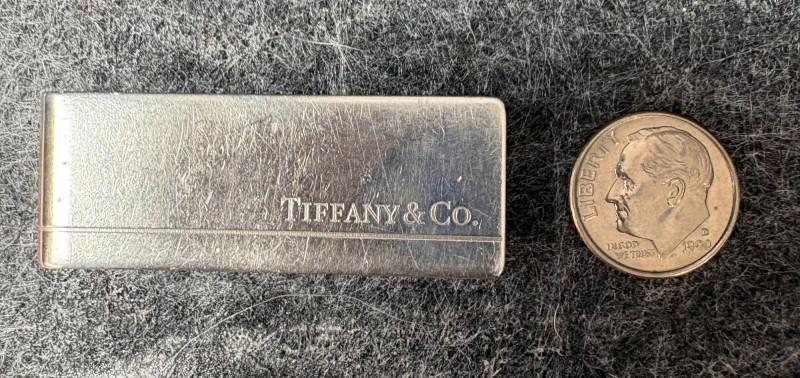 TIFFANY & CO.
LIBERTY
IN GOD
WE TRUST
D